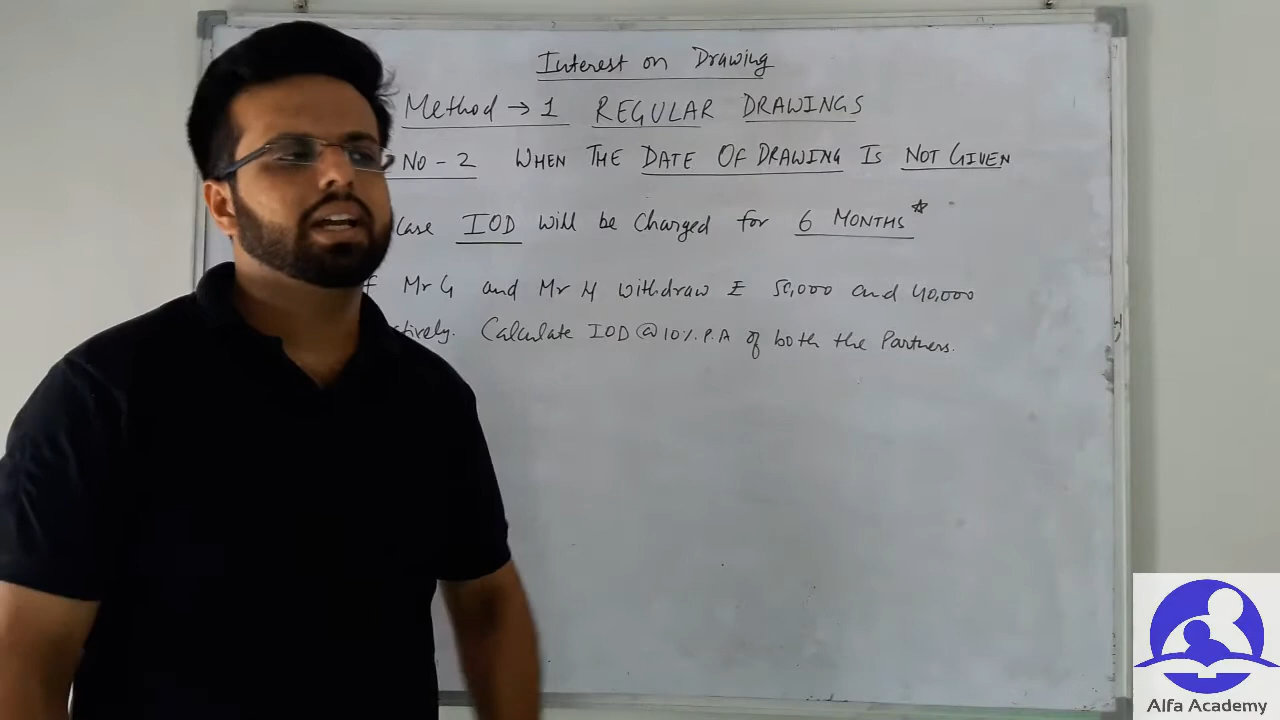 Interest on Drawing
Method → 1 REGULAR DRAWINGS
NO - 2 WHEN THE DATE OF DRAWING IS NOT GIVEN
case IOD will be Charged for 6 MONTHS*
Mr G and Mr M withdraw ₹ 50,000 and 40,000
Calculate IOD @ 10% P.A of both the Partners.
Alfa Academy